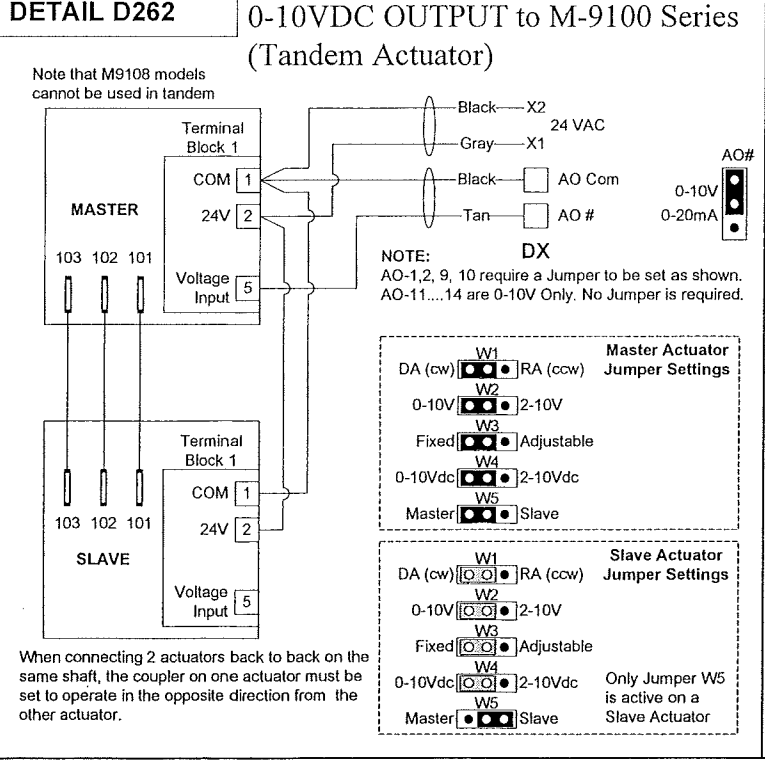 DETAIL D262
0-10VDC OUTPUT to M-9100 Series
(Tandem Actuator)
Note that M9108 models
cannot be used in tandem
Terminal
Block 1
COM 1
24V 2
Voltage
Input 5
MASTER
103 102 101
Black X2
24 VAC
Gray X1
Black AO Com
Tan AO #
DX
AO#
0-10V
0-20mA
NOTE:
AO-1,2, 9, 10 require a Jumper to be set as shown.
AO-11....14 are 0-10V Only. No Jumper is required.
Master Actuator
Jumper Settings
W1
DA (cw) RA (ccw)
W2
0-10V 2-10V
W3
Fixed Adjustable
W4
0-10Vdc 2-10Vdc
W5
Master Slave
Terminal
Block 1
COM 1
24V 2
Voltage
Input 5
103 102 101
SLAVE
Slave Actuator
Jumper Settings
W1
DA (cw) RA (ccw)
W2
0-10V 2-10V
W3
Fixed Adjustable
W4
0-10Vdc 2-10Vdc
W5
Master Slave
Only Jumper W5
is active on a
Slave Actuator
When connecting 2 actuators back to back on the
same shaft, the coupler on one actuator must be
set to operate in the opposite direction from the
other actuator.